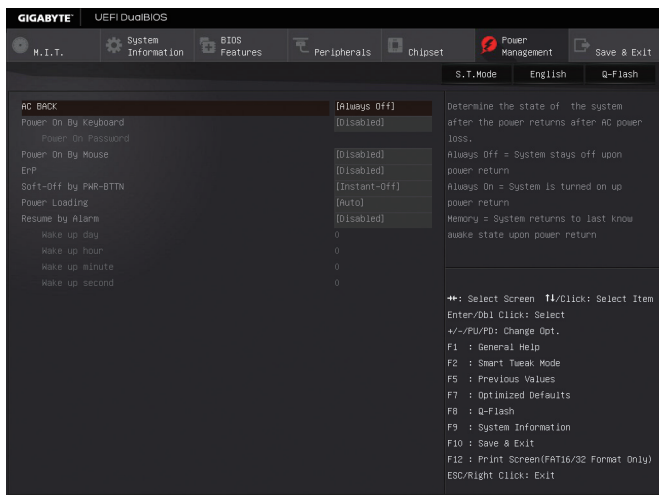 GIGABYTE™ UEFI DualBIOS
M.I.T. System Information BIOS Features Peripherals Chipset Power Management Save & Exit
S.T.Mode English Q-Flash
AC BACK [Always Off]
Power On By Keyboard [Disabled]
Power On Password
Power On By Mouse [Disabled]
ErP [Disabled]
Soft-Off by PWR-BTTN [Instant-Off]
Power Loading [Auto]
Resume by Alarm [Disabled]
Wake up day 0
Wake up hour 0
Wake up minute 0
Wake up second 0
Determine the state of the system
after the power returns after AC power
loss.
Always Off = System stays off upon
power return
Always On = System is turned on up
power return
Memory = System returns to last know
awake state upon power return
→←: Select Screen ↑↓/Click: Select Item
Enter/Dbl Click: Select
+/-/PU/PD: Change Opt.
F1 : General Help
F2 : Smart Tweak Mode
F5 : Previous Values
F7 : Optimized Defaults
F8 : Q-Flash
F9 : System Information
F10 : Save & Exit
F12 : Print Screen(FAT16/32 Format Only)
ESC/Right Click: Exit